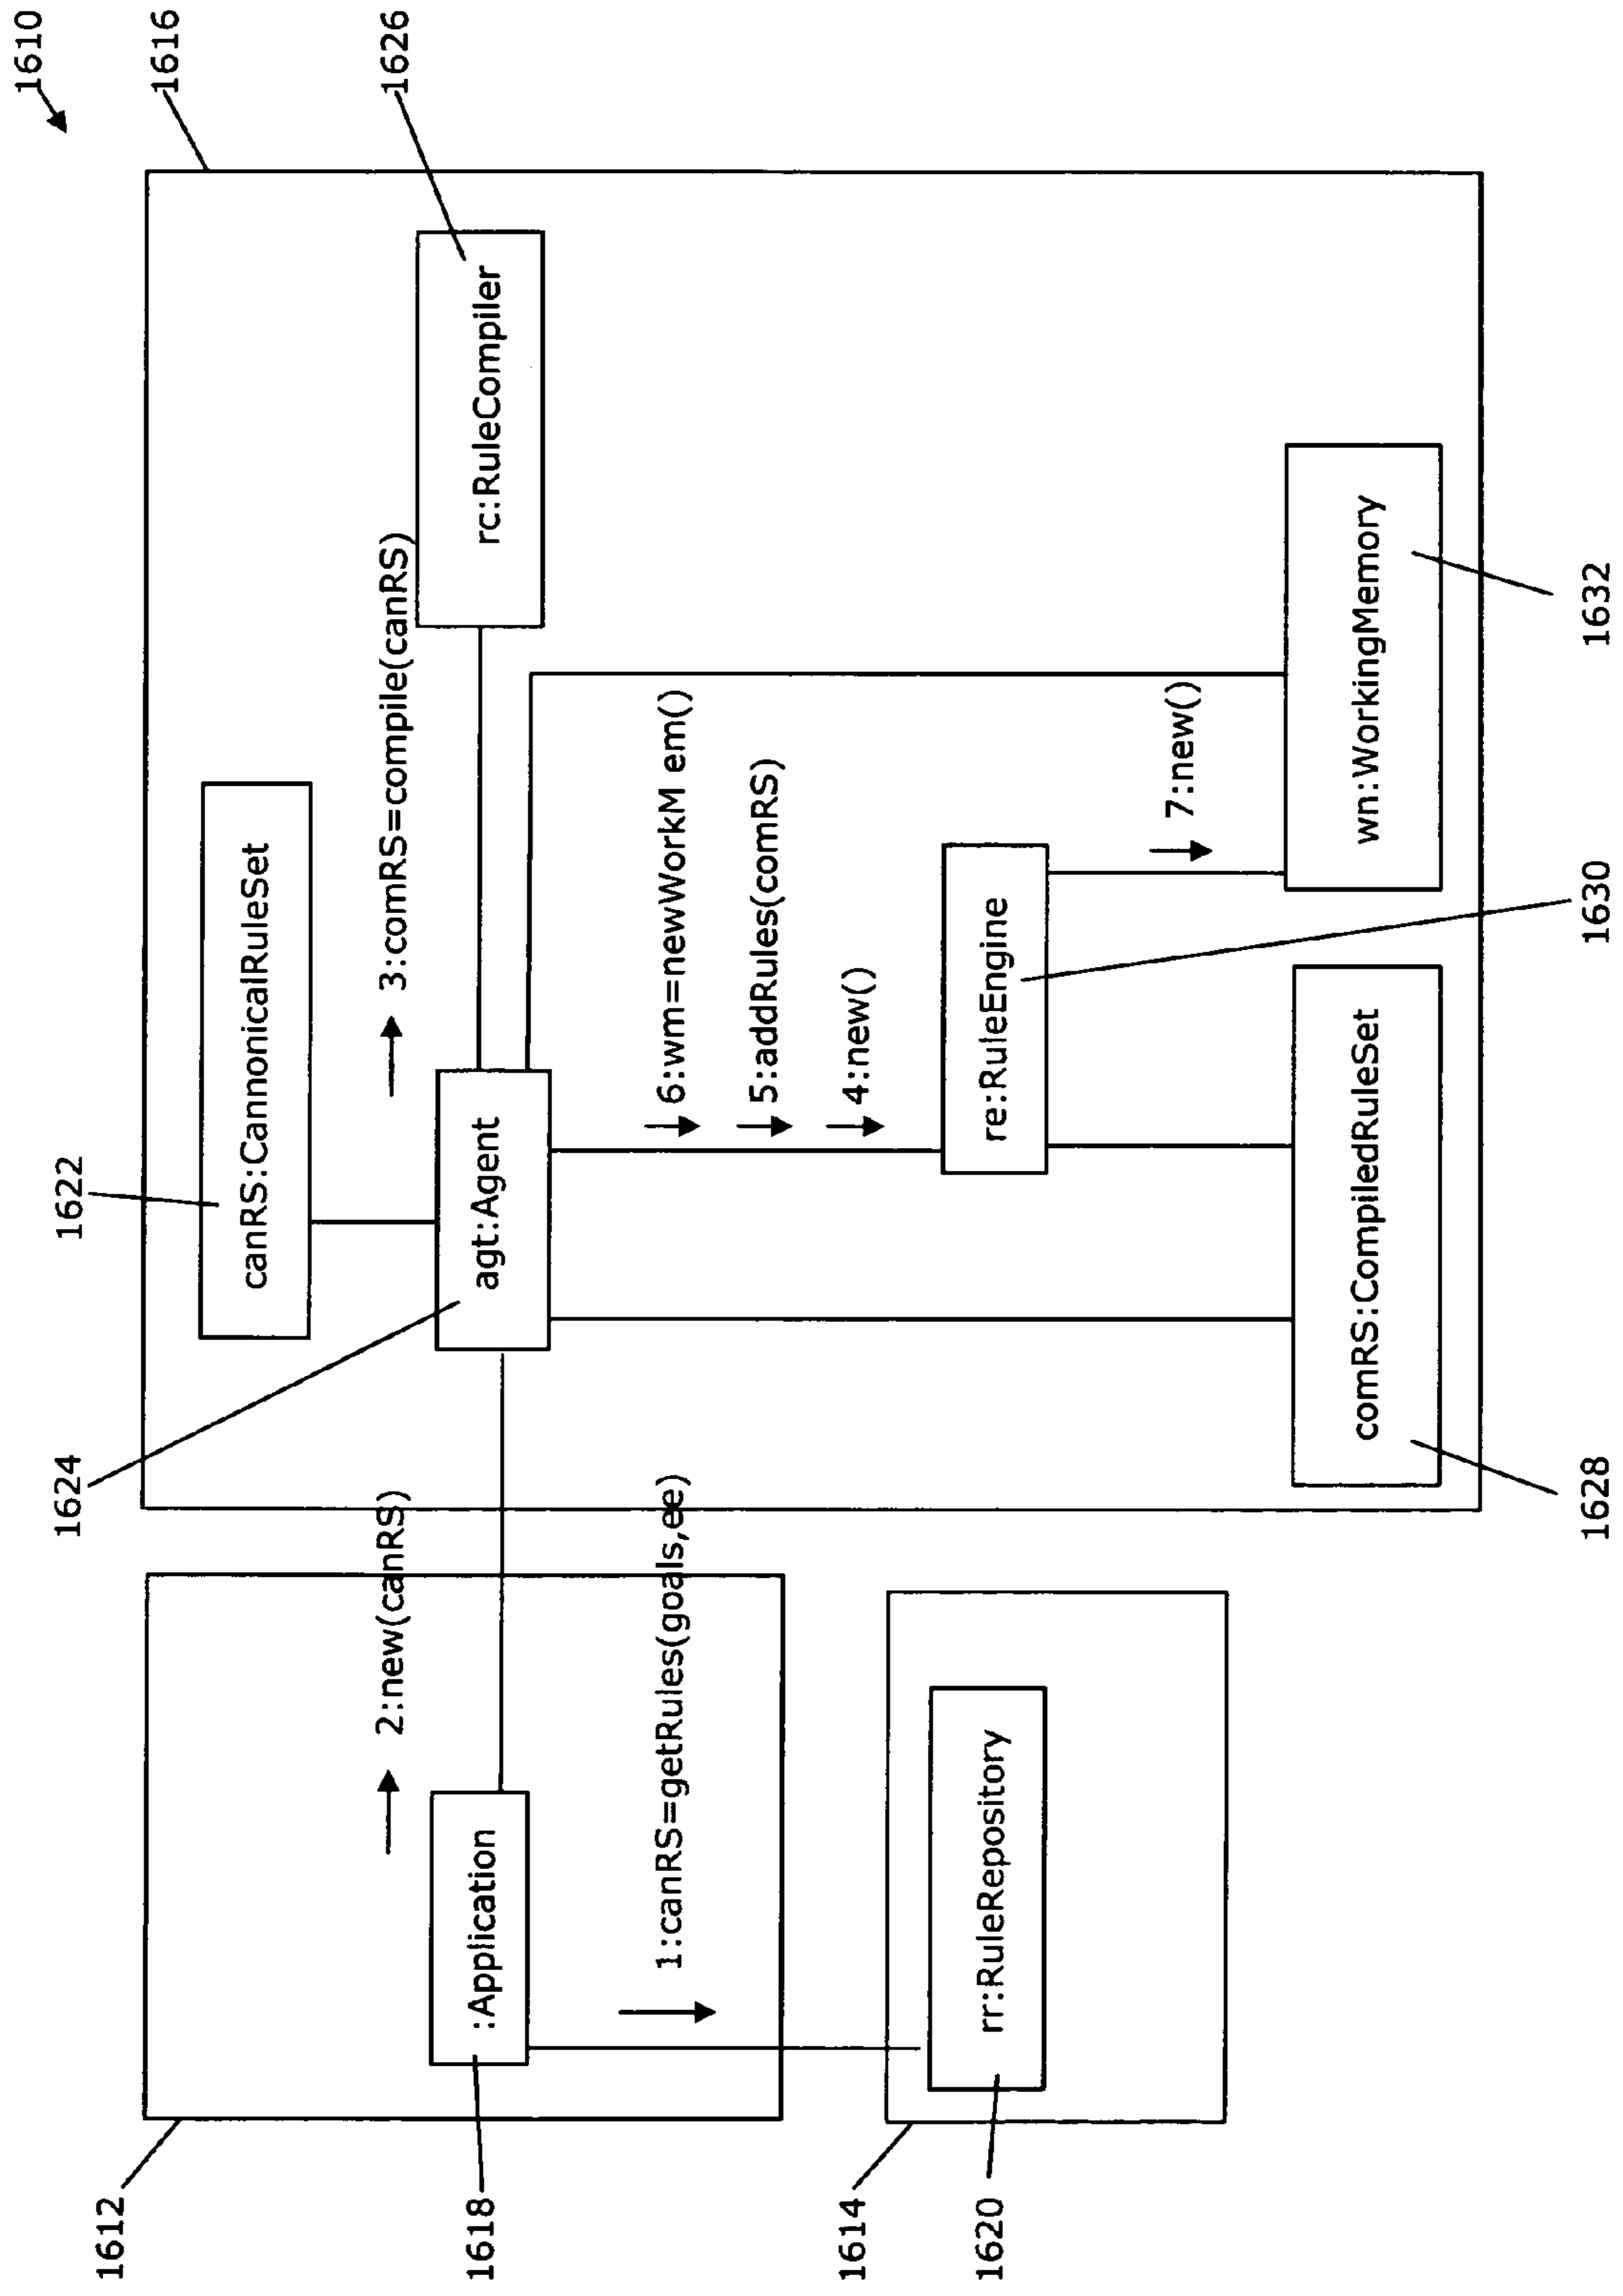 1610
1616
1626
1622
canRS:CannonicalRuleSet
3:comRS=compile(canRS)
rc:RuleCompiler
1624
agt:Agent
2:new(canRS)
:Application
1612
1618
1:canRS=getRules(goals,ee)
6:wm=newWorkM em()
5:addRules(comRS)
4:new()
re:RuleEngine
7:new()
rr:RuleRepository
1614
1620
comRS:CompiledRuleSet
wn:WorkingMemory
1628
1630
1632